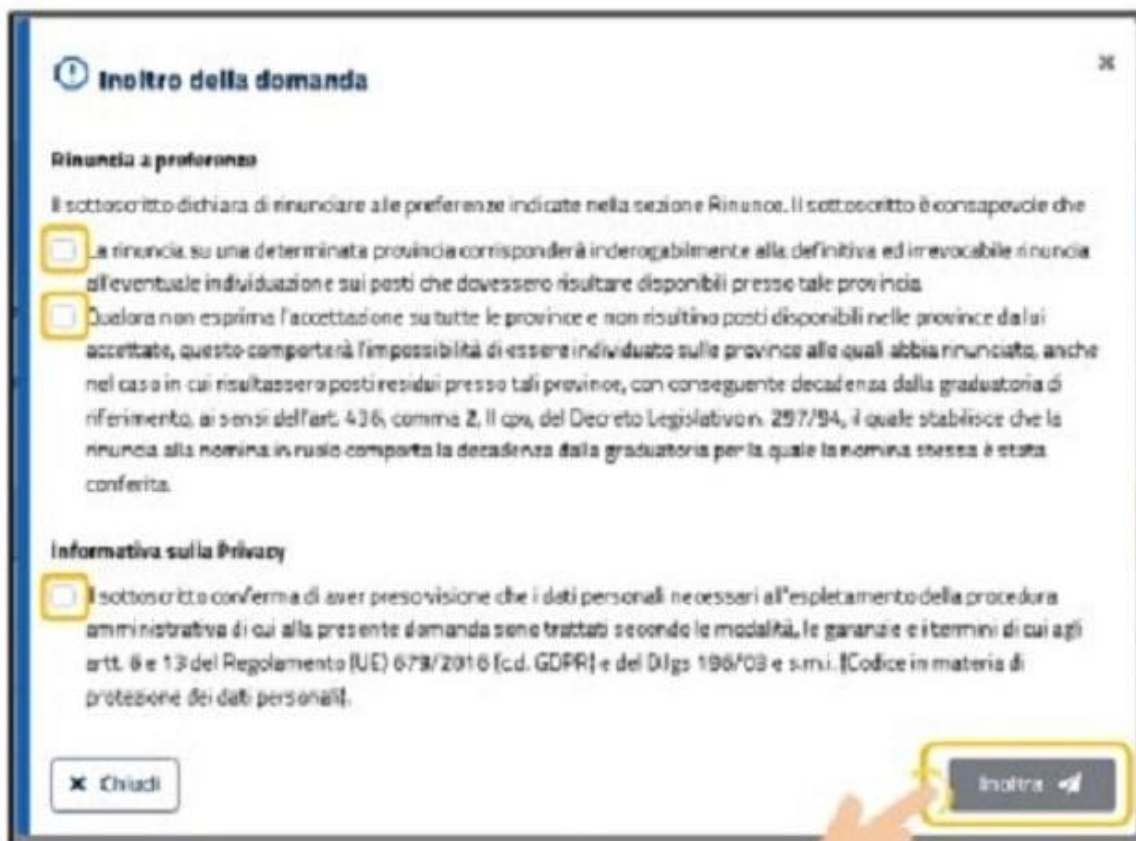 Inoltro della domanda
Rinuncia a preferenze
Il sottoscritto dichiara di rinunciare alle preferenze indicate nella sezione Rinunce. Il sottoscritto è consapevole che
La rinuncia su una determinata provincia corrisponderà inderogabilmente alla definitiva ed irrevocabile rinuncia
all'eventuale individuazione sui posti che dovessero risultare disponibili presso tale provincia.
Qualora non esprima l'accettazione su tutte le province e non risultino posti disponibili nelle province da lui
accettate, questo comporterà l'impossibilità di essere individuato sulle province alle quali abbia rinunciato, anche
nel caso in cui risultassero posti residui presso tali province, con conseguente decadenza dalla graduatoria di
riferimento, ai sensi dell'art. 436, comma 2, II cpv, del Decreto Legislativo n. 297/94, il quale stabilisce che la
rinuncia alla nomina in ruolo comporta la decadenza dalla graduatoria per la quale la nomina stessa è stata
conferita.
Informativa sulla Privacy
Il sottoscritto conferma di aver preso visione che i dati personali necessari all'espletamento della procedura
amministrativa di cui alla presente domanda sono trattati secondo le modalità, le garanzie e i termini di cui agli
artt. 6 e 13 del Regolamento (UE) 679/2016 (c.d. GDPR) e del D.lgs 196/03 e s.m.i. (Codice in materia di
protezione dei dati personali).
Chiudi
Inoltra